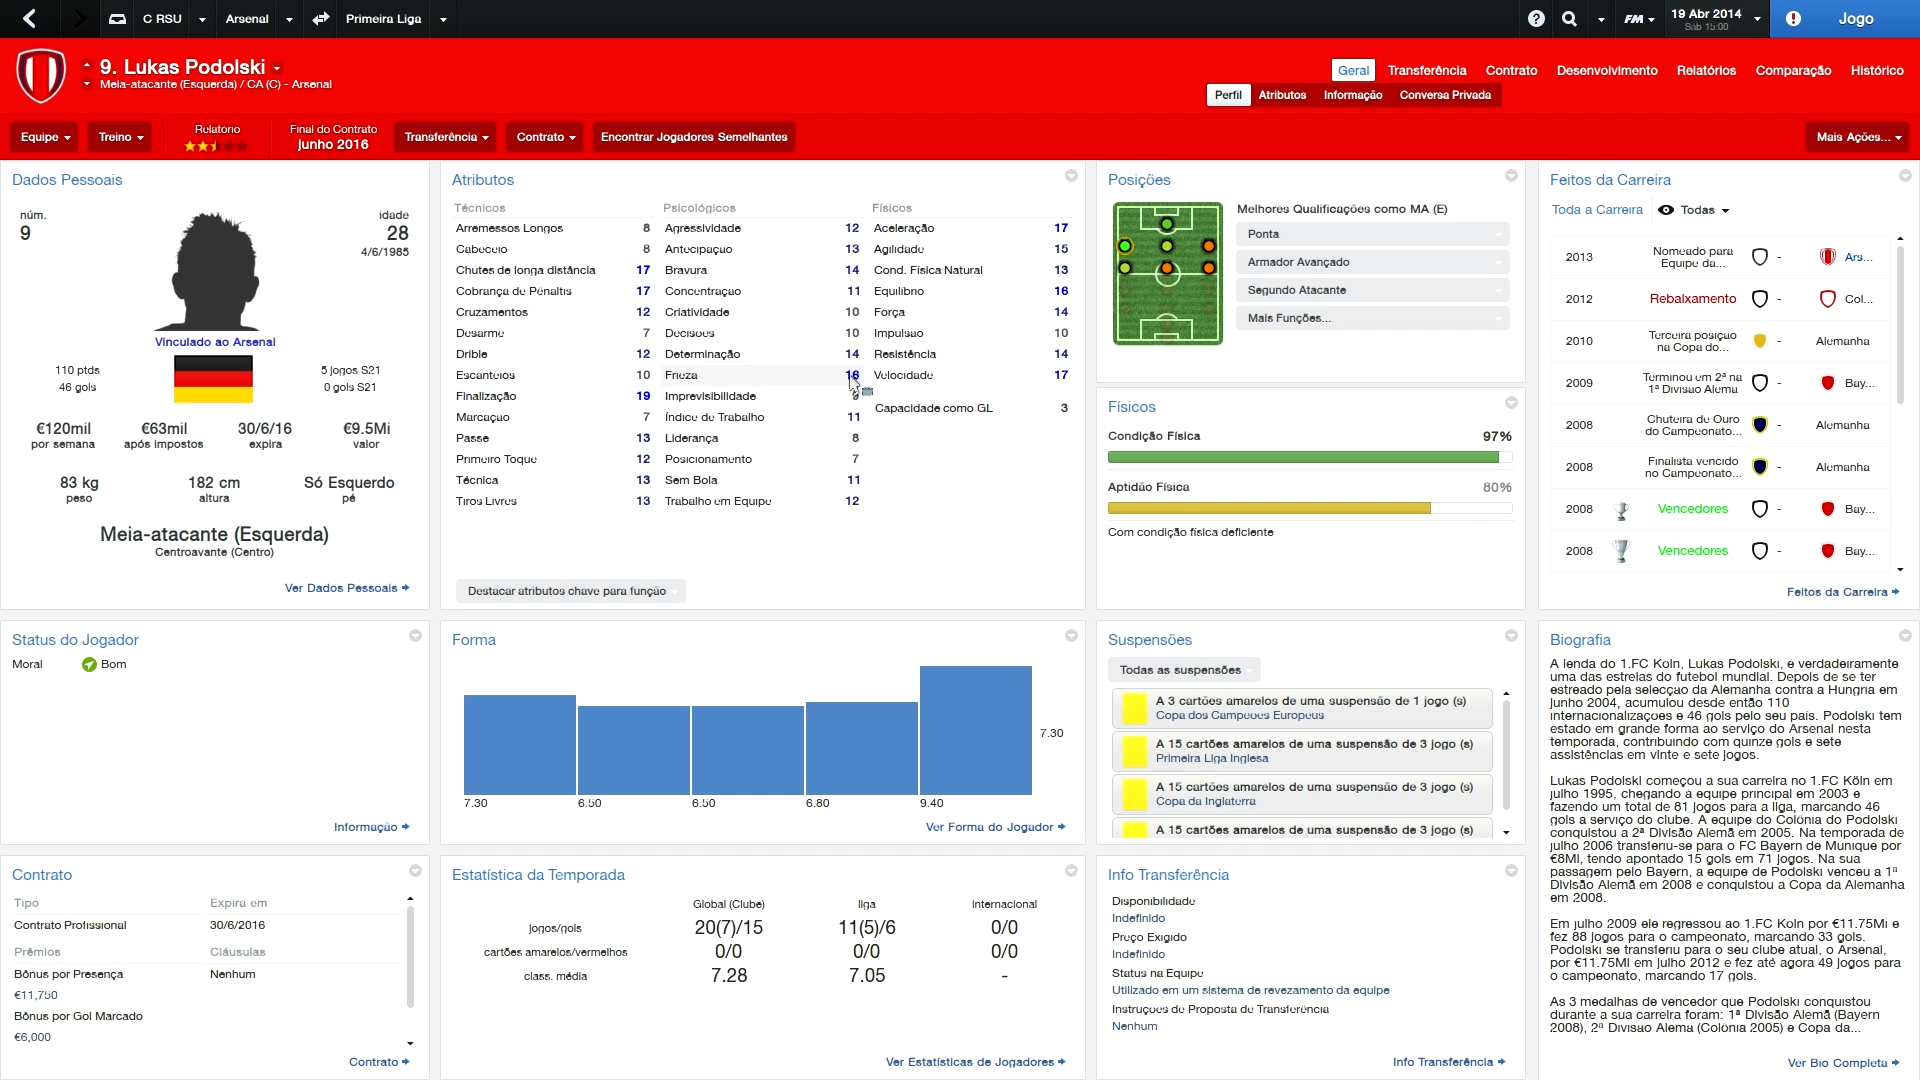 C RSU
Arsenal
Primeira Liga
FM
19 Abr 2014
Sáb 15:00
Jogo
9. Lukas Podolski
Meia-atacante (Esquerda) / CA (C) - Arsenal
Geral Transferência Contrato Desenvolvimento Relatórios Comparação Histórico
Perfil Atributos Informação Conversa Privada
Equipe
Treino
Relatório
Final do Contrato
Junho 2016
Transferência
Contrato
Encontrar Jogadores Semelhantes
Mais Ações...
Dados Pessoais
núm.
9
idade
28
4/6/1985
Vinculado ao Arsenal
110 ptds
46 gols
5 jogos S21
0 gols S21
€120mil
por semana
€63mil
após impostos
30/6/16
expira
€9.5Mi
valor
83 kg
peso
182 cm
altura
Só Esquerdo
pé
Meia-atacante (Esquerda)
Centroavante (Centro)
Ver Dados Pessoais
Atributos
Técnicos
Arremessos Longos 8
Cabeceio 8
Chutes de longa distância 17
Cobrança de Pênaltis 17
Cruzamentos 12
Desarme 7
Drible 12
Escanteios 10
Finalização 19
Marcação 7
Passe 13
Primeiro Toque 12
Técnica 13
Tiros Livres 13
Psicológicos
Agressividade 12
Antecipação 13
Bravura 14
Concentração 11
Criatividade 10
Decisões 10
Determinação 14
Frieza 16
Imprevisibilidade 9
Índice de Trabalho 11
Liderança 8
Posicionamento 7
Sem Bola 11
Trabalho em Equipe 12
Físicos
Aceleração 17
Agilidade 15
Cond. Física Natural 13
Equilíbrio 16
Força 14
Impulsão 10
Resistência 14
Velocidade 17
Capacidade como GL 3
Destacar atributos chave para função
Posições
Melhores Qualificações como MA (E)
Ponta
Armador Avançado
Segundo Atacante
Mais Funções...
Físicos
Condição Física 97%
Aptidão Física 80%
Com condição física deficiente
Feitos da Carreira
Toda a Carreira Todas
2013 Nomeado para Equipe da... - Ars...
2012 Rebaixamento - Col...
2010 Terceira posição na Copa do... - Alemanha
2009 Terminou em 2ª na 1ª Divisão Alemã - Bay...
2008 Chuteira de Ouro do Campeonato... - Alemanha
2008 Finalista vencido no Campeonato... - Alemanha
2008 Vencedores - Bay...
2008 Vencedores - Bay...
Feitos da Carreira
Status do Jogador
Moral Bom
Informação
Forma
7.30
7.30 6.50 6.50 6.80 9.40
Ver Forma do Jogador
Suspensões
Todas as suspensões
A 3 cartões amarelos de uma suspensão de 1 jogo (s)
Copa dos Campeões Europeus
A 15 cartões amarelos de uma suspensão de 3 jogo (s)
Primeira Liga Inglesa
A 15 cartões amarelos de uma suspensão de 3 jogo (s)
Copa da Inglaterra
A 15 cartões amarelos de uma suspensão de 3 jogo (s)
Biografia
A lenda do 1.FC Köln, Lukas Podolski, é verdadeiramente
uma das estrelas do futebol mundial. Depois de se ter
estreado pela selecção da Alemanha contra a Hungria em
junho 2004, acumulou desde então 110
internacionalizações e 46 gols pelo seu país. Podolski tem
estado em grande forma ao serviço do Arsenal nesta
temporada, contribuindo com quinze gols e sete
assistências em vinte e sete jogos.
Lukas Podolski começou a sua carreira no 1.FC Köln em
julho 1995, chegando à equipe principal em 2003 e
fazendo um total de 81 jogos para a liga, marcando 46
gols a serviço do clube. A equipe do Colônia do Podolski
conquistou a 2ª Divisão Alemã em 2005. Na temporada de
julho 2006 transferiu-se para o FC Bayern de Munique por
€8Mi, tendo apontado 15 gols em 71 jogos. Na sua
passagem pelo Bayern, a equipe de Podolski venceu a 1ª
Divisão Alemã em 2008 e conquistou a Copa da Alemanha
em 2008.
Em julho 2009 ele regressou ao 1.FC Köln por €11.75Mi e
fez 88 jogos para o campeonato, marcando 33 gols.
Podolski se transferiu para o seu clube atual, o Arsenal,
por €11.75Mi em julho 2012 e fez até agora 49 jogos para
o campeonato, marcando 17 gols.
As 3 medalhas de vencedor que Podolski conquistou
durante a sua carreira foram: 1ª Divisão Alemã (Bayern
2008), 2ª Divisão Alemã (Colônia 2005) e Copa da...
Ver Bio Completa
Contrato
Tipo
Contrato Profissional
Expira em
30/6/2016
Prêmios
Bônus por Presença
€11,750
Bônus por Gol Marcado
€6,000
Cláusulas
Nenhum
Contrato
Estatística da Temporada
Global (Clube) liga Internacional
jogos/gols 20(7)/15 11(5)/6 0/0
cartões amarelos/vermelhos 0/0 0/0 0/0
class. média 7.28 7.05 -
Ver Estatísticas de Jogadores
Info Transferência
Disponibilidade
Indefinido
Preço Exigido
Indefinido
Status na Equipe
Utilizado em um sistema de revezamento da equipe
Instruções de Proposta de Transferência
Nenhum
Info Transferência